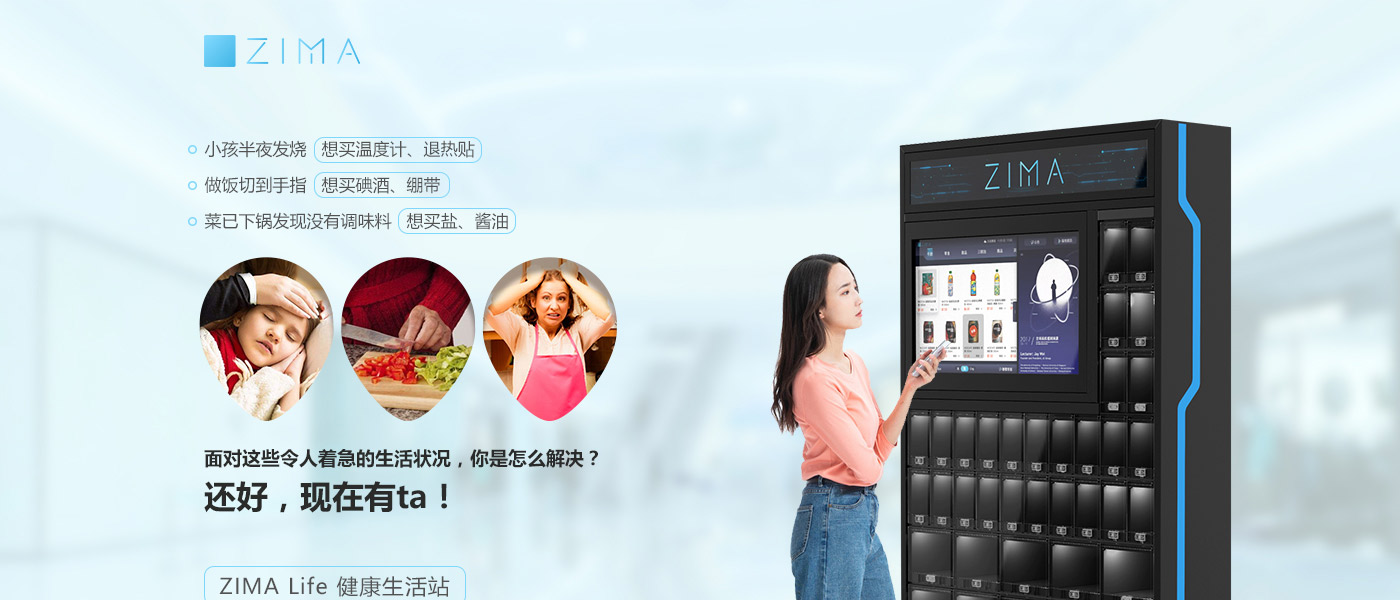 ZIMA
小孩半夜发烧 想买温度计、退热贴
做饭切到手指 想买碘酒、绷带
菜已下锅发现没有调味料 想买盐、酱油
面对这些令人着急的生活状况，你是怎么解决？
还好，现在有ta！
ZIMA Life 健康生活站
ZIMA